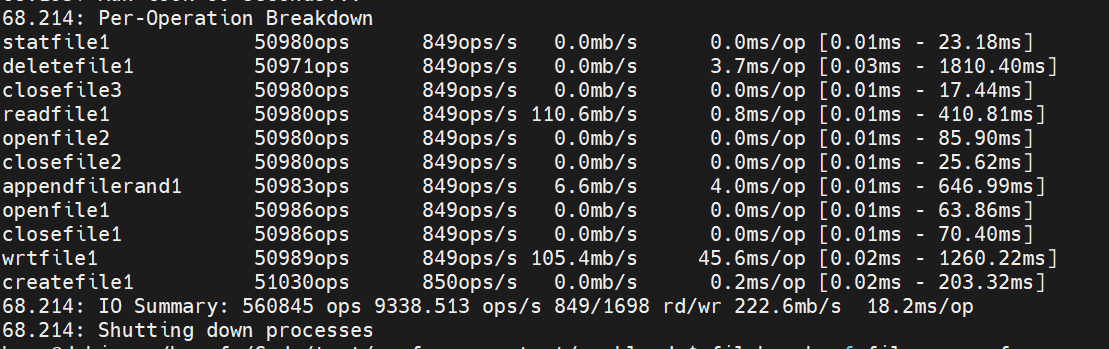 68.214: Per-Operation Breakdown
statfile1 50980ops 849ops/s 0.0mb/s 0.0ms/op [0.01ms - 23.18ms]
deletefile1 50971ops 849ops/s 0.0mb/s 3.7ms/op [0.03ms - 1810.40ms]
closefile3 50980ops 849ops/s 0.0mb/s 0.0ms/op [0.01ms - 17.44ms]
readfile1 50980ops 849ops/s 110.6mb/s 0.8ms/op [0.01ms - 410.81ms]
openfile2 50980ops 849ops/s 0.0mb/s 0.0ms/op [0.01ms - 85.90ms]
closefile2 50980ops 849ops/s 0.0mb/s 0.0ms/op [0.01ms - 25.62ms]
appendfilerand1 50983ops 849ops/s 6.6mb/s 4.0ms/op [0.01ms - 646.99ms]
openfile1 50986ops 849ops/s 0.0mb/s 0.0ms/op [0.01ms - 63.86ms]
closefile1 50986ops 849ops/s 0.0mb/s 0.0ms/op [0.01ms - 70.40ms]
wrtfile1 50989ops 849ops/s 105.4mb/s 45.6ms/op [0.02ms - 1260.22ms]
createfile1 51030ops 850ops/s 0.0mb/s 0.2ms/op [0.02ms - 203.32ms]
68.214: IO Summary: 560845 ops 9338.513 ops/s 849/1698 rd/wr 222.6mb/s 18.2ms/op
68.214: Shutting down processes